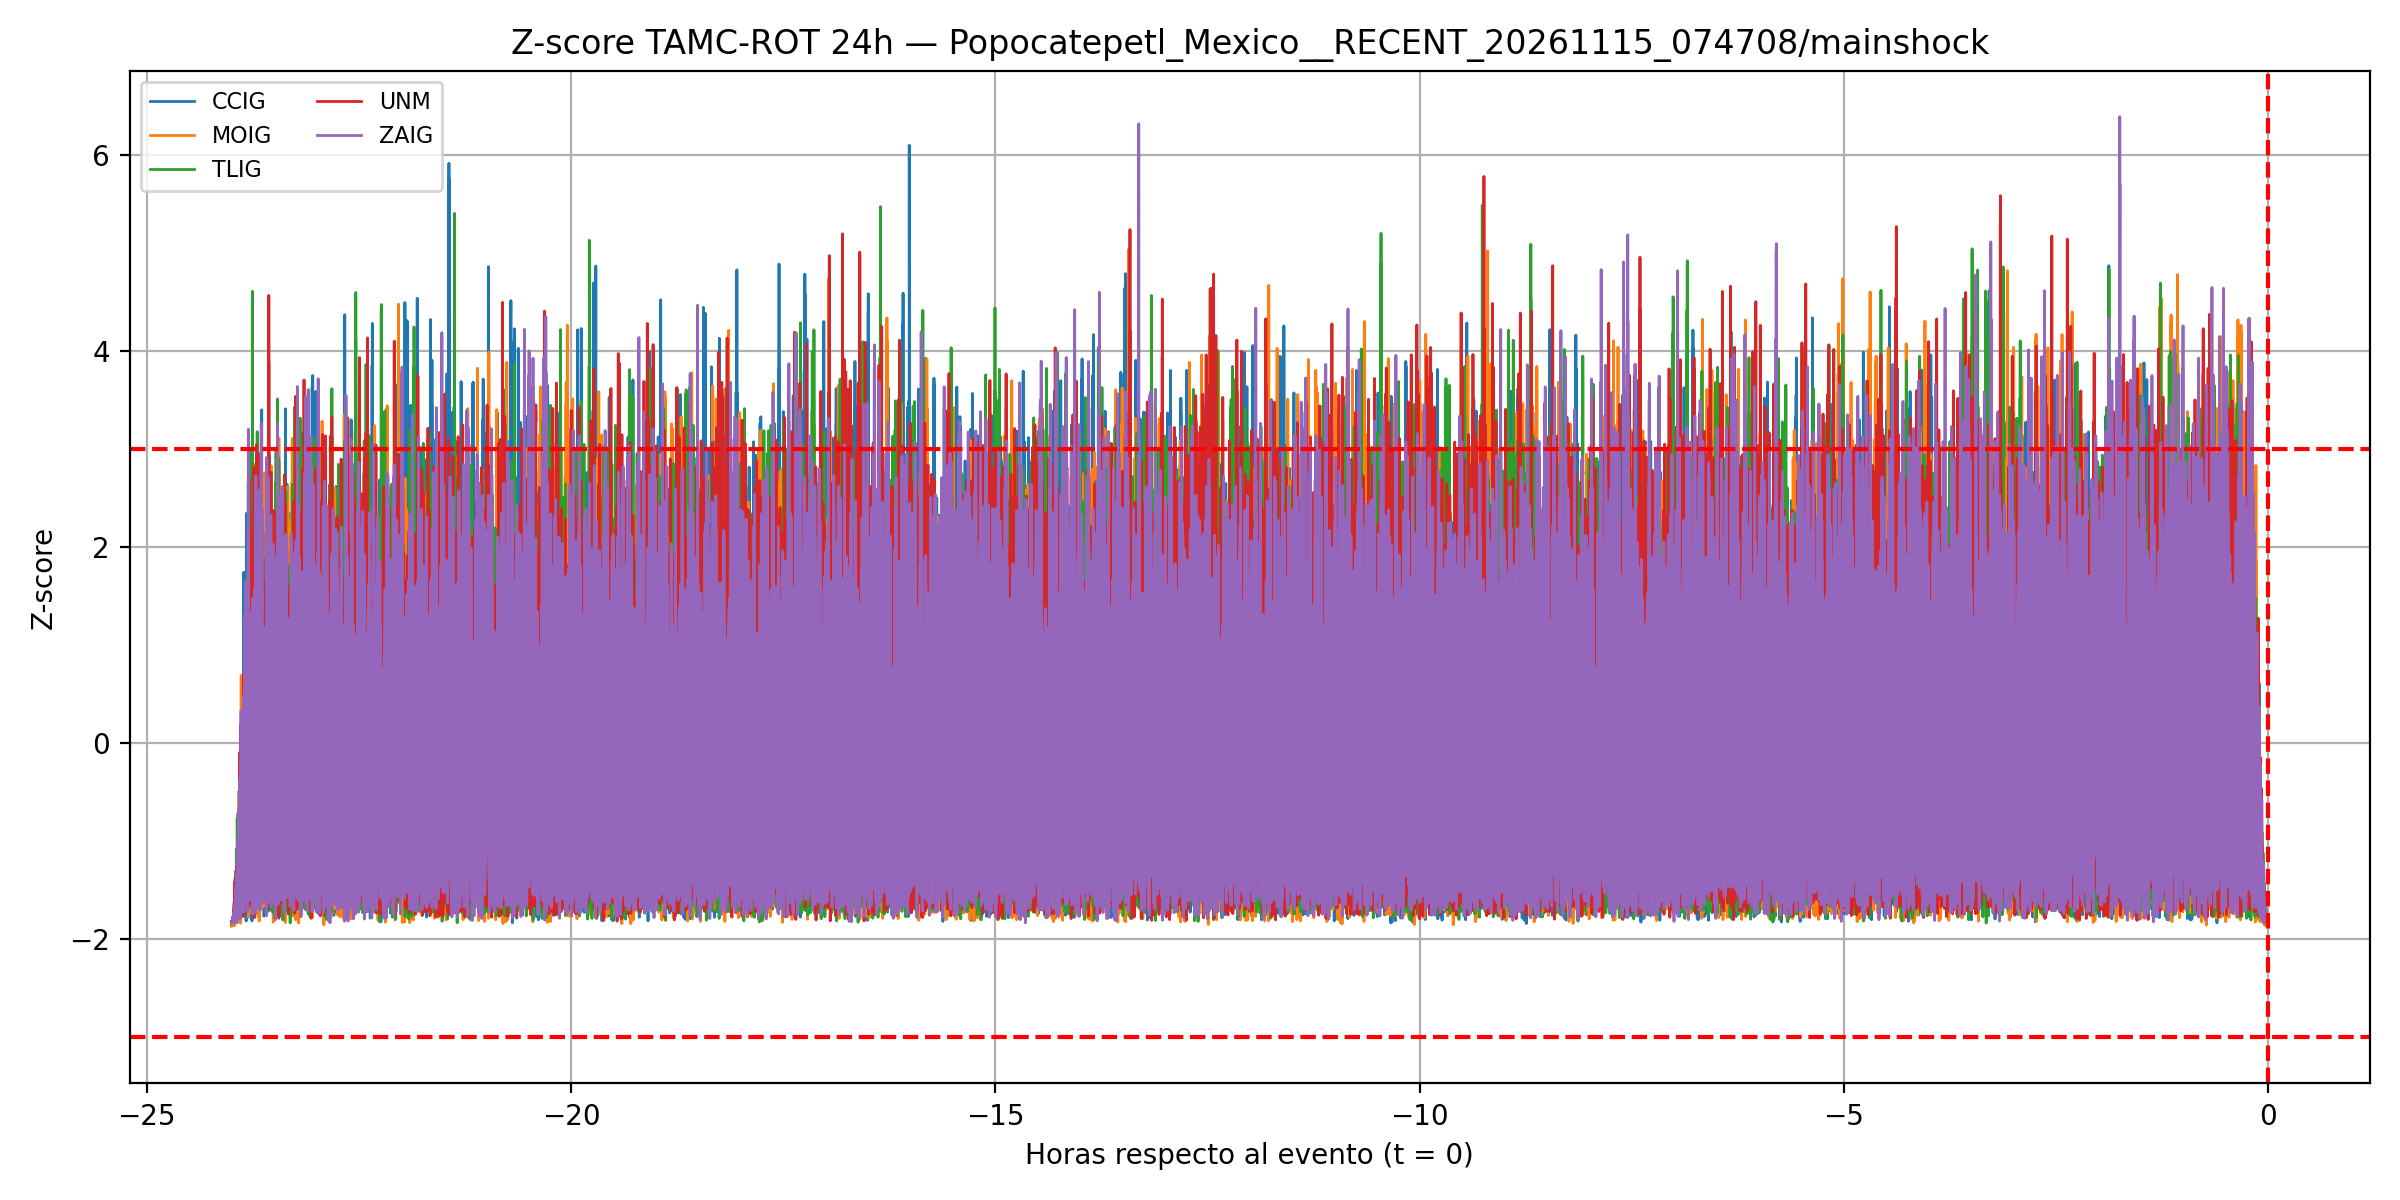 Z-score TAMC-ROT 24h — Popocatepetl_Mexico__RECENT_20261115_074708/mainshock
CCIG UNM
MOIG ZAIG
TLIG
6
4
2
0
−2
Z-score
−25 −20 −15 −10 −5 0
Horas respecto al evento (t = 0)